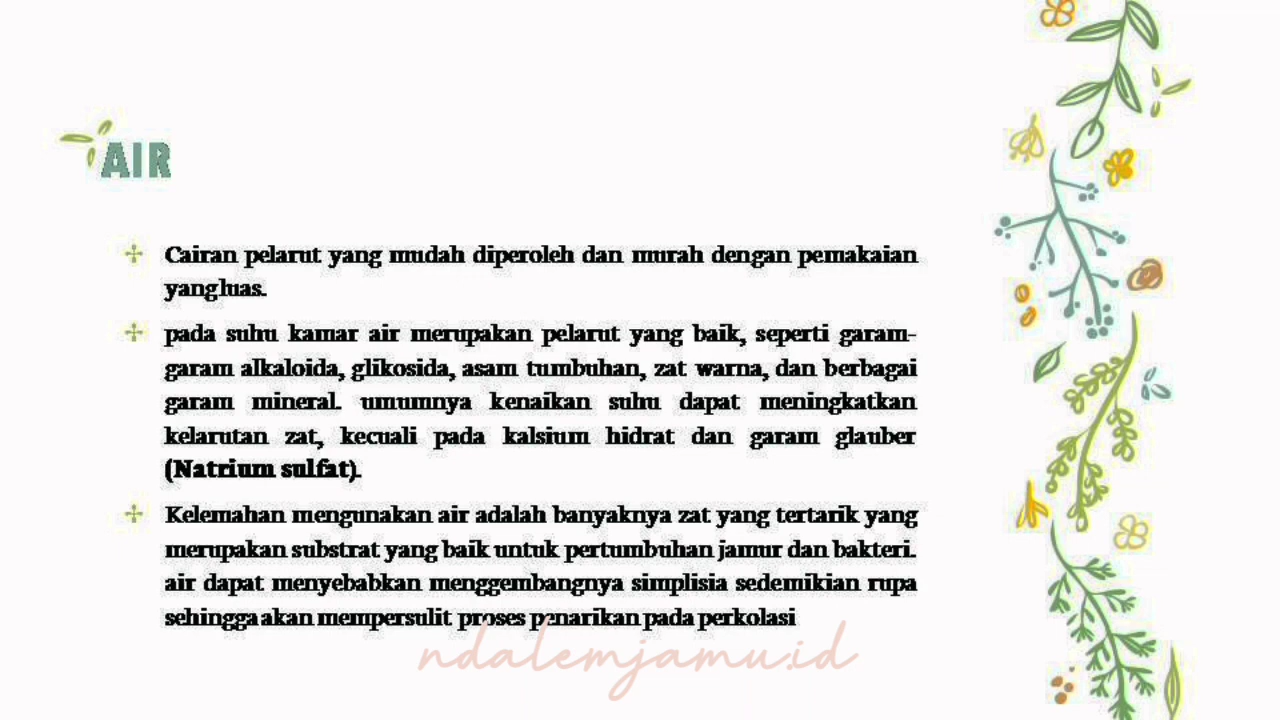 AIR
Cairan pelarut yang mudah diperoleh dan murah dengan pemakaian
yangluas.
pada suhu kamar air merupakan pelarut yang baik, seperti garam-
garam alkaloida, glikosida, asam tumbuhan, zat warna, dan berbagai
garam mineral. umumnya kenaikan suhu dapat meningkatkan
kelarutan zat, kecuali pada kalsium hidrat dan garam glauber
(Natrium sulfat).
Kelemahan mengunakan air adalah banyaknya zat yang tertarik yang
merupakan substrat yang baik untuk pertumbuhan jamur dan bakteri.
air dapat menyebabkan menggembangnya simplisia sedemikian rupa
sehingga akan mempersulit proses penarikan pada perkolasi
ndalemjamu.id